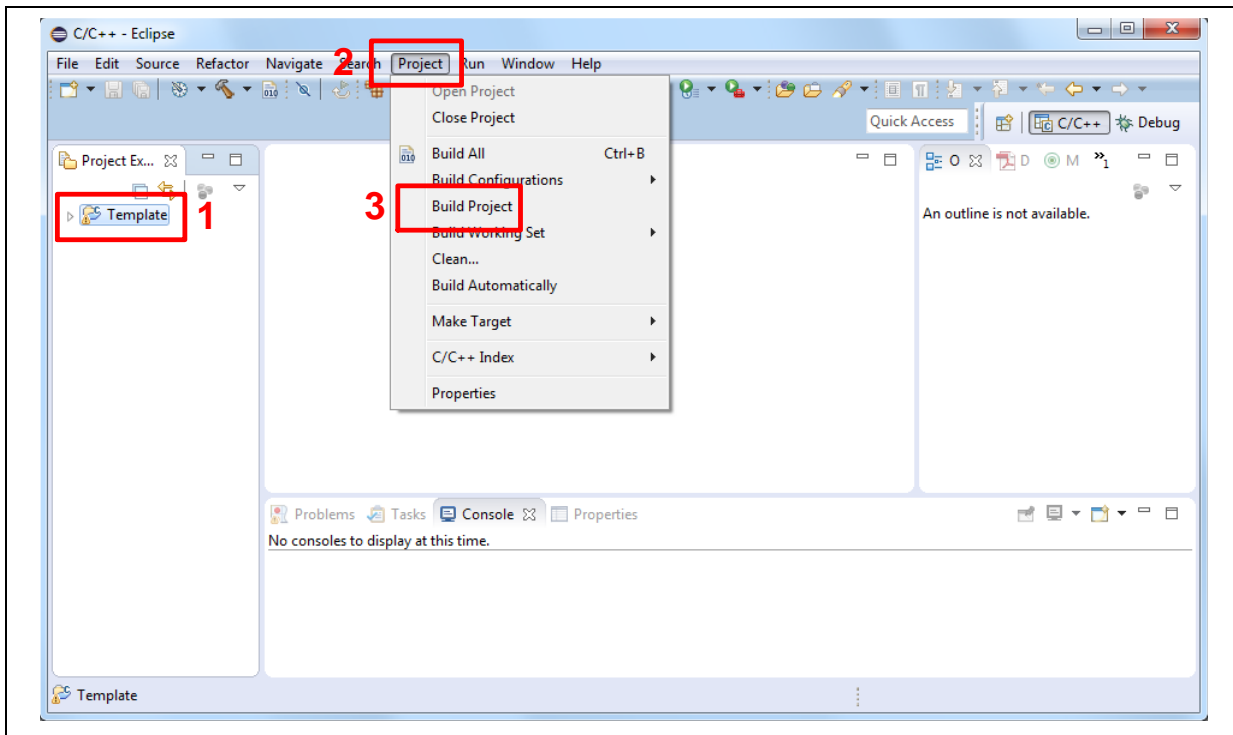 C/C++ - Eclipse
File Edit Source Refactor Navigate Search Project Run Window Help
2
Open Project
Close Project
Build All Ctrl+B
Build Configurations
Build Project
Build Working Set
Clean...
Build Automatically
Make Target
C/C++ Index
Properties
3
Quick Access
C/C++
Debug
Project Ex...
Template
1
O
D
M
»1
An outline is not available.
Problems Tasks Console Properties
No consoles to display at this time.
Template